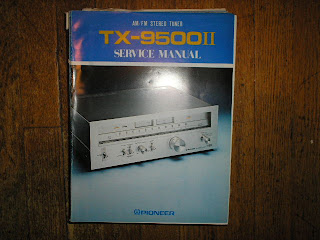 AM/FM STEREO TUNER
TX-9500II
SERVICE MANUAL
PIONEER